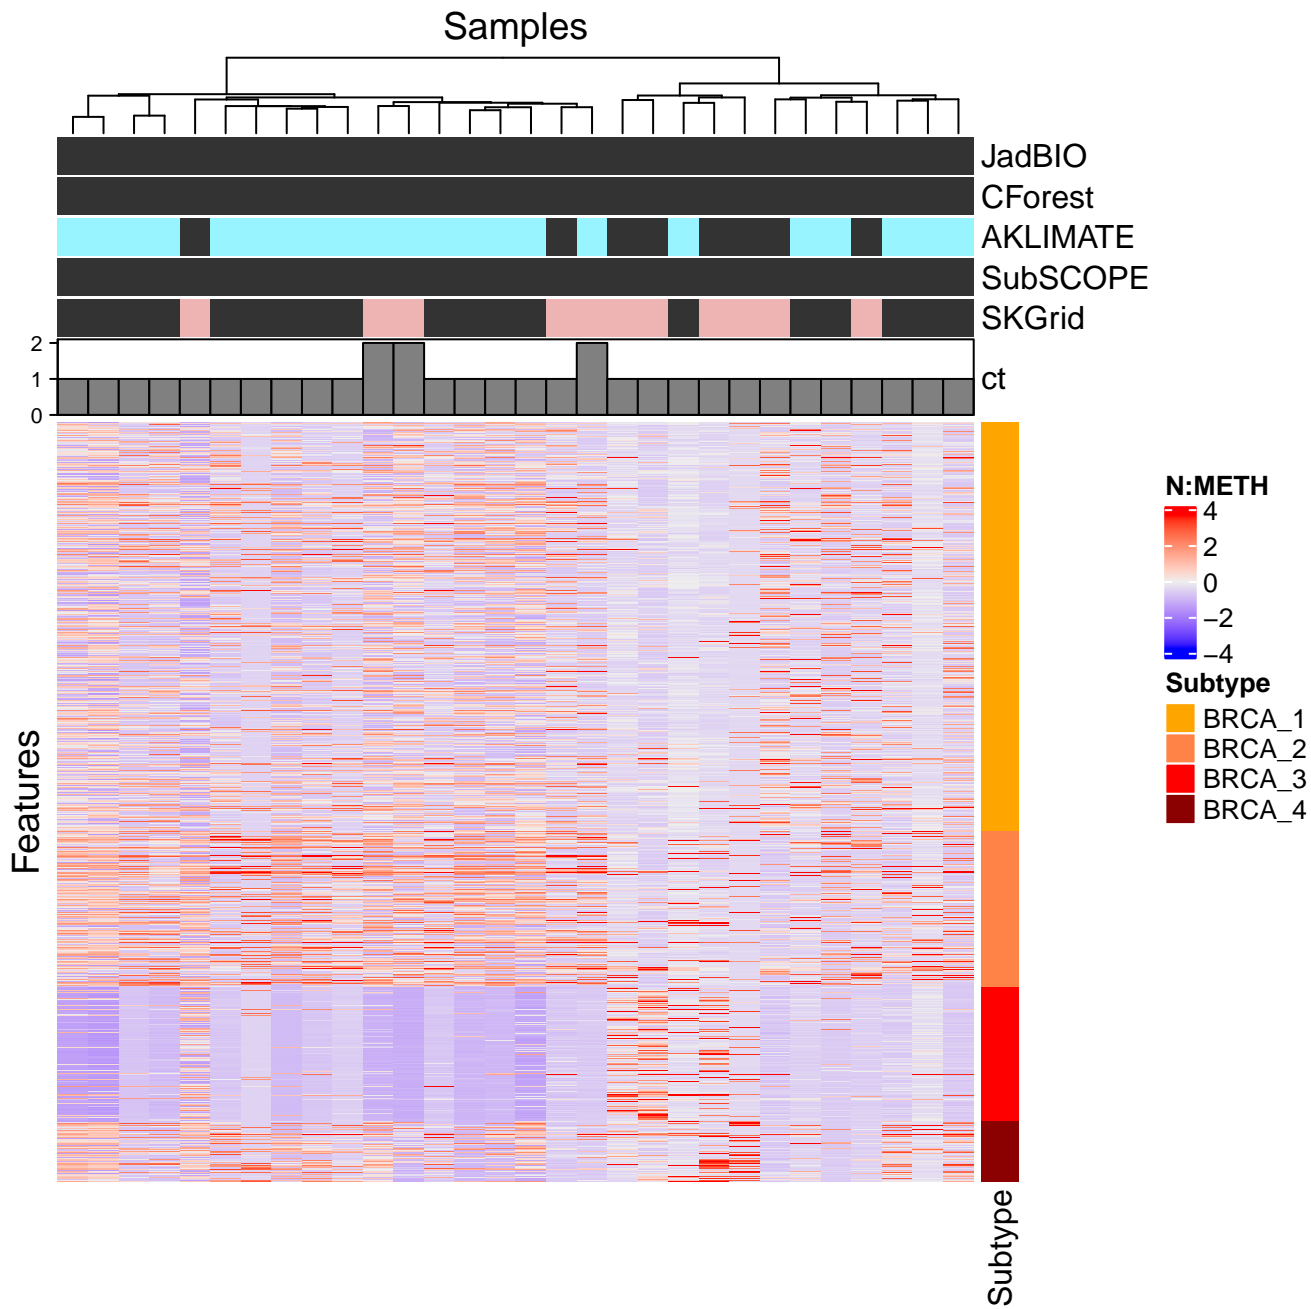 Samples
JadBIO
CForest
AKLIMATE
SubSCOPE
SKGrid
2
1
0
ct
Features
Subtype
N:METH
4
2
0
−2
−4
Subtype
BRCA_1
BRCA_2
BRCA_3
BRCA_4